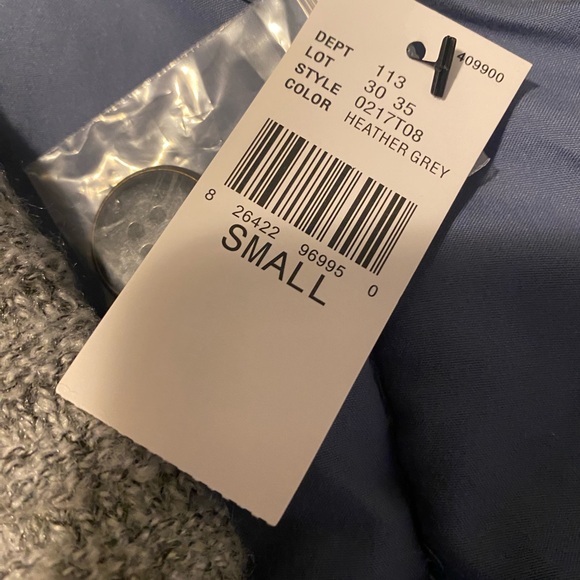 409900
DEPT 113
LOT 30 35
STYLE 0217T08
COLOR HEATHER GREY
8 26422 96995 0
SMALL